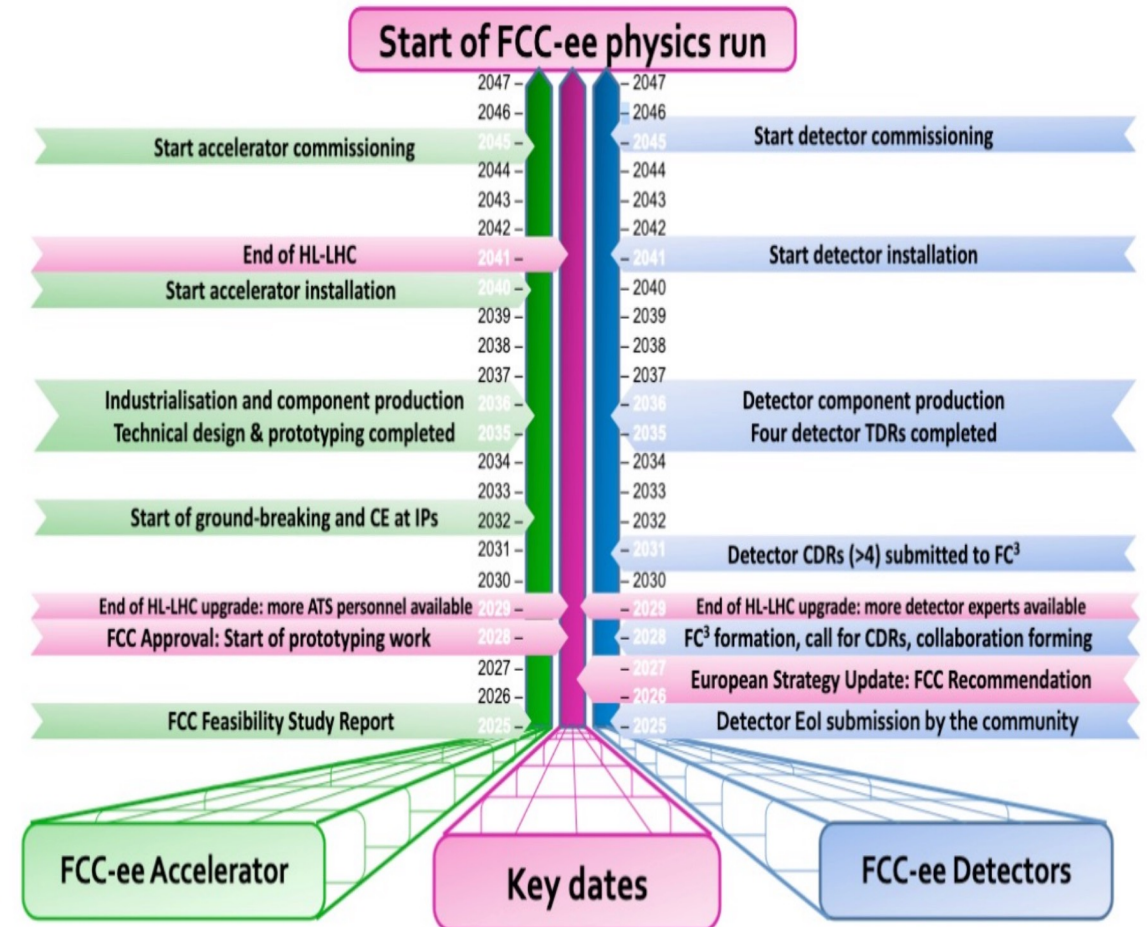 Start of FCC-ee physics run
2047 – – 2047
2046 – – 2046
Start accelerator commissioning 2045 – – 2045 Start detector commissioning
2044 – – 2044
2043 – – 2043
2042 – – 2042
End of HL-LHC 2041 – – 2041 Start detector installation
Start accelerator installation 2040 – – 2040
2039 – – 2039
2038 – – 2038
2037 – – 2037
Industrialisation and component production 2036 – – 2036 Detector component production
Technical design & prototyping completed 2035 – – 2035 Four detector TDRs completed
2034 – – 2034
2033 – – 2033
Start of ground-breaking and CE at IPs 2032 – – 2032
2031 – – 2031 Detector CDRs (>4) submitted to FC³
2030 – – 2030
End of HL-LHC upgrade: more ATS personnel available 2029 – – 2029 End of HL-LHC upgrade: more detector experts available
FCC Approval: Start of prototyping work 2028 – – 2028 FC³ formation, call for CDRs, collaboration forming
2027 – – 2027
European Strategy Update: FCC Recommendation
2026 – – 2026
FCC Feasibility Study Report 2025 – – 2025 Detector EoI submission by the community
FCC-ee Accelerator
Key dates
FCC-ee Detectors